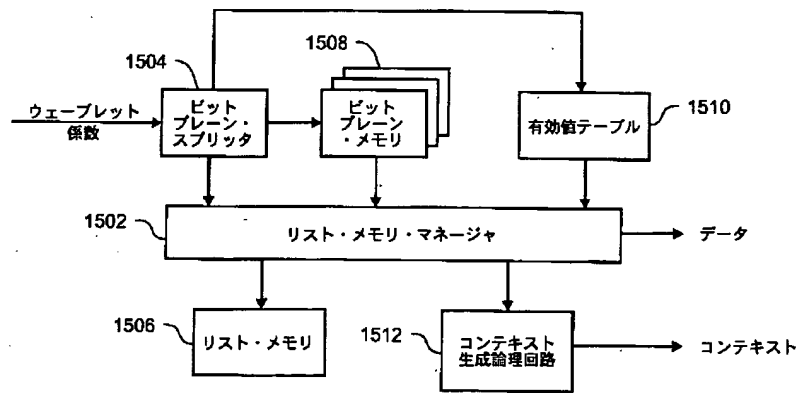 1504
1508
1510
ウェーブレット
係数
ビット
プレーン・
スプリッタ
ビット
プレーン
・メモリ
有効値テーブル
1502
リスト・メモリ・マネージャ
データ
1506
リスト・メモリ
1512
コンテキスト
生成論理回路
コンテキスト